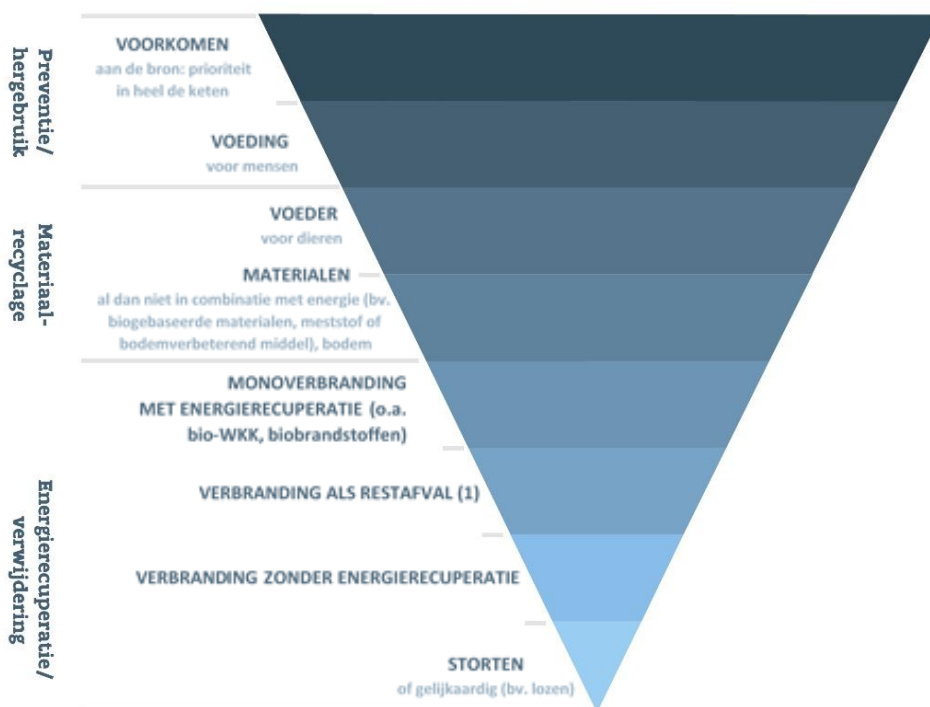 Preventie/
hergebruik
VOORKOMEN
aan de bron: prioriteit
in heel de keten
VOEDING
voor mensen
Materiaal-
recyclage
VOEDER
voor dieren
MATERIALEN
al dan niet in combinatie met energie (bv.
biogebaseerde materialen, meststof of
bodemverbeterend middel), bodem
Energierecuperatie/
verwijdering
MONOVERBRANDING
MET ENERGIERECUPERATIE (o.a.
bio-WKK, biobrandstoffen)
VERBRANDING ALS RESTAFVAL (1)
VERBRANDING ZONDER ENERGIERECUPERATIE
STORTEN
of gelijkaardig (bv. lozen)